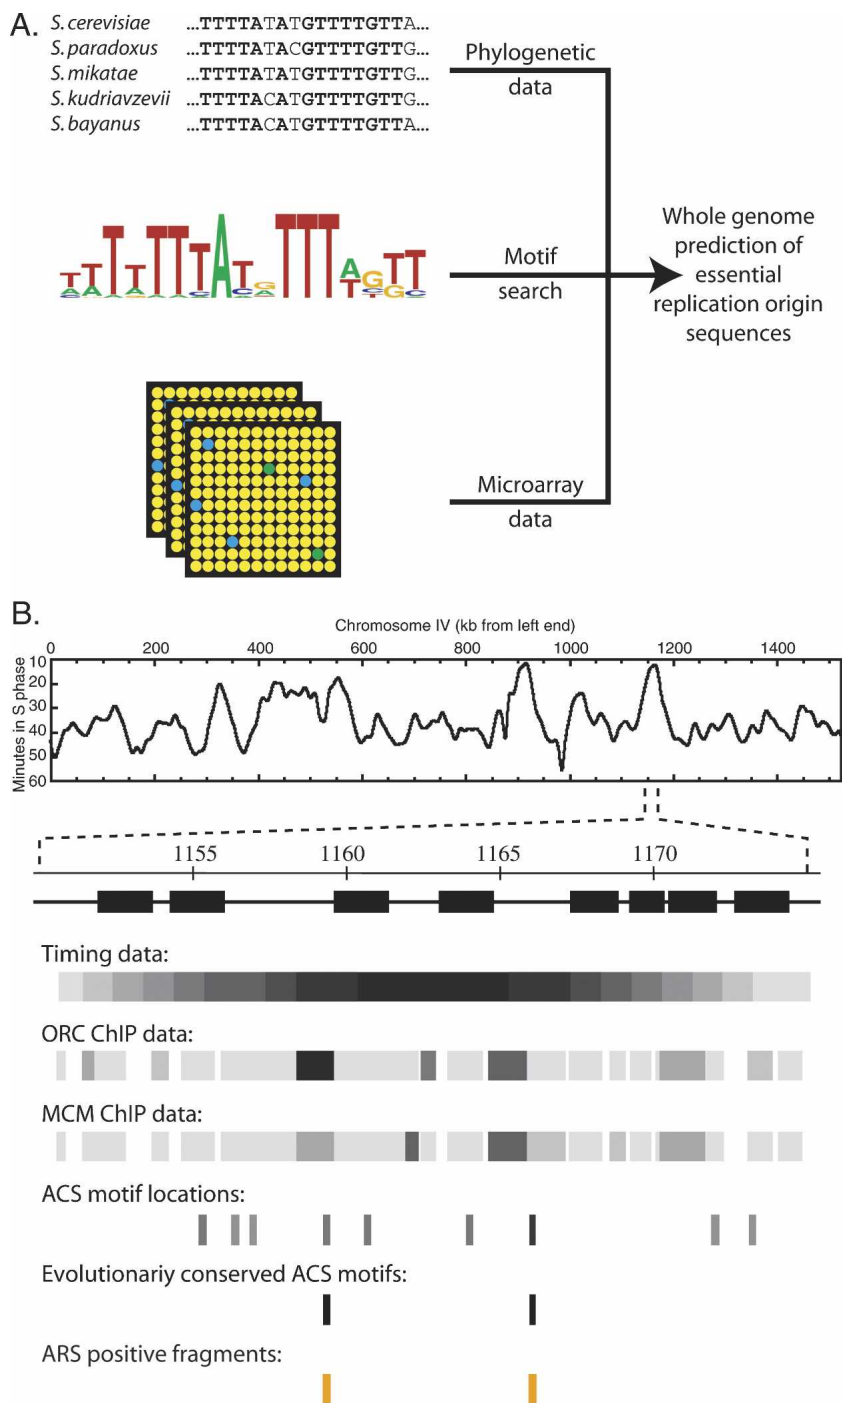 A.
S. cerevisiae ...TTTTATATGTTTTGTTA...
S. paradoxus ...TTTTATACGTTTTGTTG...
S. mikatae ...TTTTATATGTTTTGTTG...
S. kudriavzevii ...TTTTACATGTTTTGTTG...
S. bayanus ...TTTTACATGTTTTGTTA...
Phylogenetic
data
Motif
search
Microarray
data
Whole genome
prediction of
essential
replication origin
sequences
B.
Chromosome IV (kb from left end)
0 200 400 600 800 1000 1200 1400
Minutes in S phase
10
20
30
40
50
60
1155 1160 1165 1170
Timing data:
ORC ChIP data:
MCM ChIP data:
ACS motif locations:
Evolutionariy conserved ACS motifs:
ARS positive fragments: